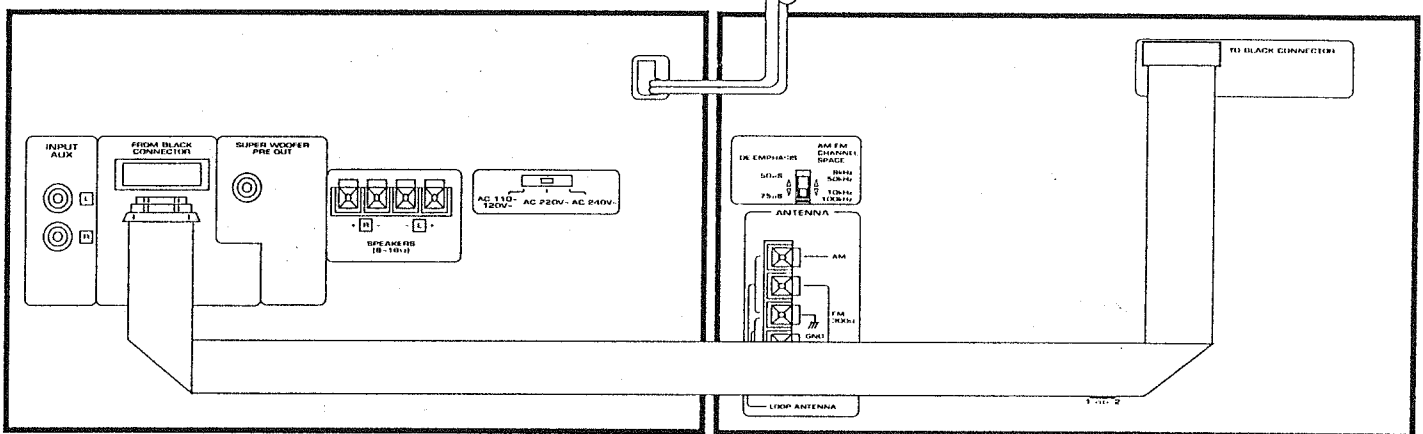 INPUT
AUX
L
R
FROM BLACK
CONNECTOR
SUPER WOOFER
PRE OUT
+ R - - L +
SPEAKERS
AC 110-
120V~
AC 220V~
AC 240V~
TO BLACK CONNECTOR
DE EMPHASIS
50μS
75μS
AM FM
CHANNEL
SPACE
9kHz
50kHz
10kHz
100kHz
ANTENNA
AM
FM
300Ω
GND
LOOP ANTENNA